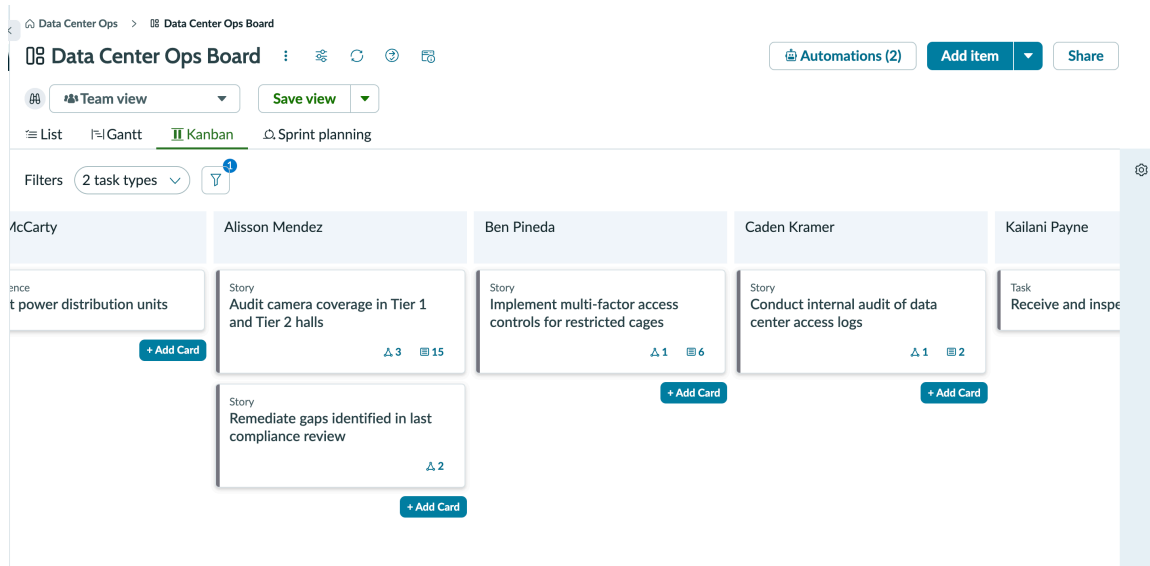 Data Center Ops > Data Center Ops Board
Data Center Ops Board
Automations (2)
Add item
Share
Team view
Save view
List
Gantt
Kanban
Sprint planning
Filters
2 task types
1
McCarty
Alisson Mendez
Ben Pineda
Caden Kramer
Kailani Payne
ence
t power distribution units
+ Add Card
Story
Audit camera coverage in Tier 1
and Tier 2 halls
3
15
Story
Remediate gaps identified in last
compliance review
2
+ Add Card
Story
Implement multi-factor access
controls for restricted cages
1
6
+ Add Card
Story
Conduct internal audit of data
center access logs
1
2
+ Add Card
Task
Receive and inspe